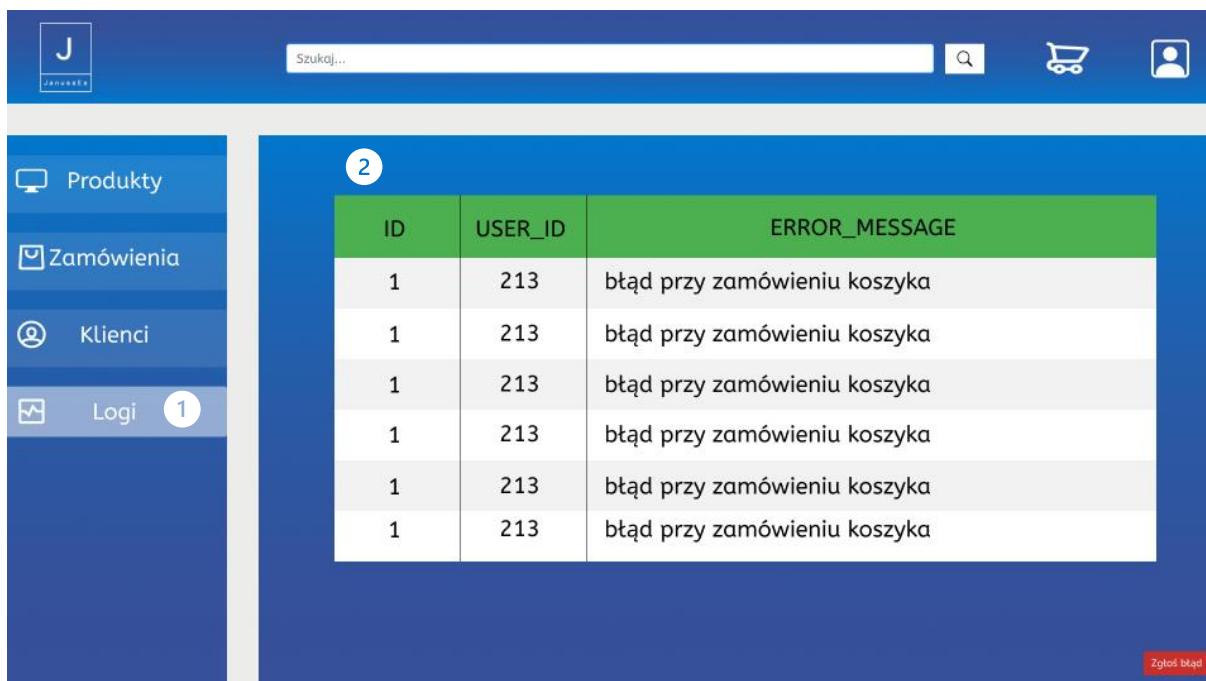 J
JanuszEx
Szukaj...
Produkty
Zamówienia
Klienci
Logi 1
2
ID USER_ID ERROR_MESSAGE
1 213 błąd przy zamówieniu koszyka
1 213 błąd przy zamówieniu koszyka
1 213 błąd przy zamówieniu koszyka
1 213 błąd przy zamówieniu koszyka
1 213 błąd przy zamówieniu koszyka
1 213 błąd przy zamówieniu koszyka
Zgłoś błąd